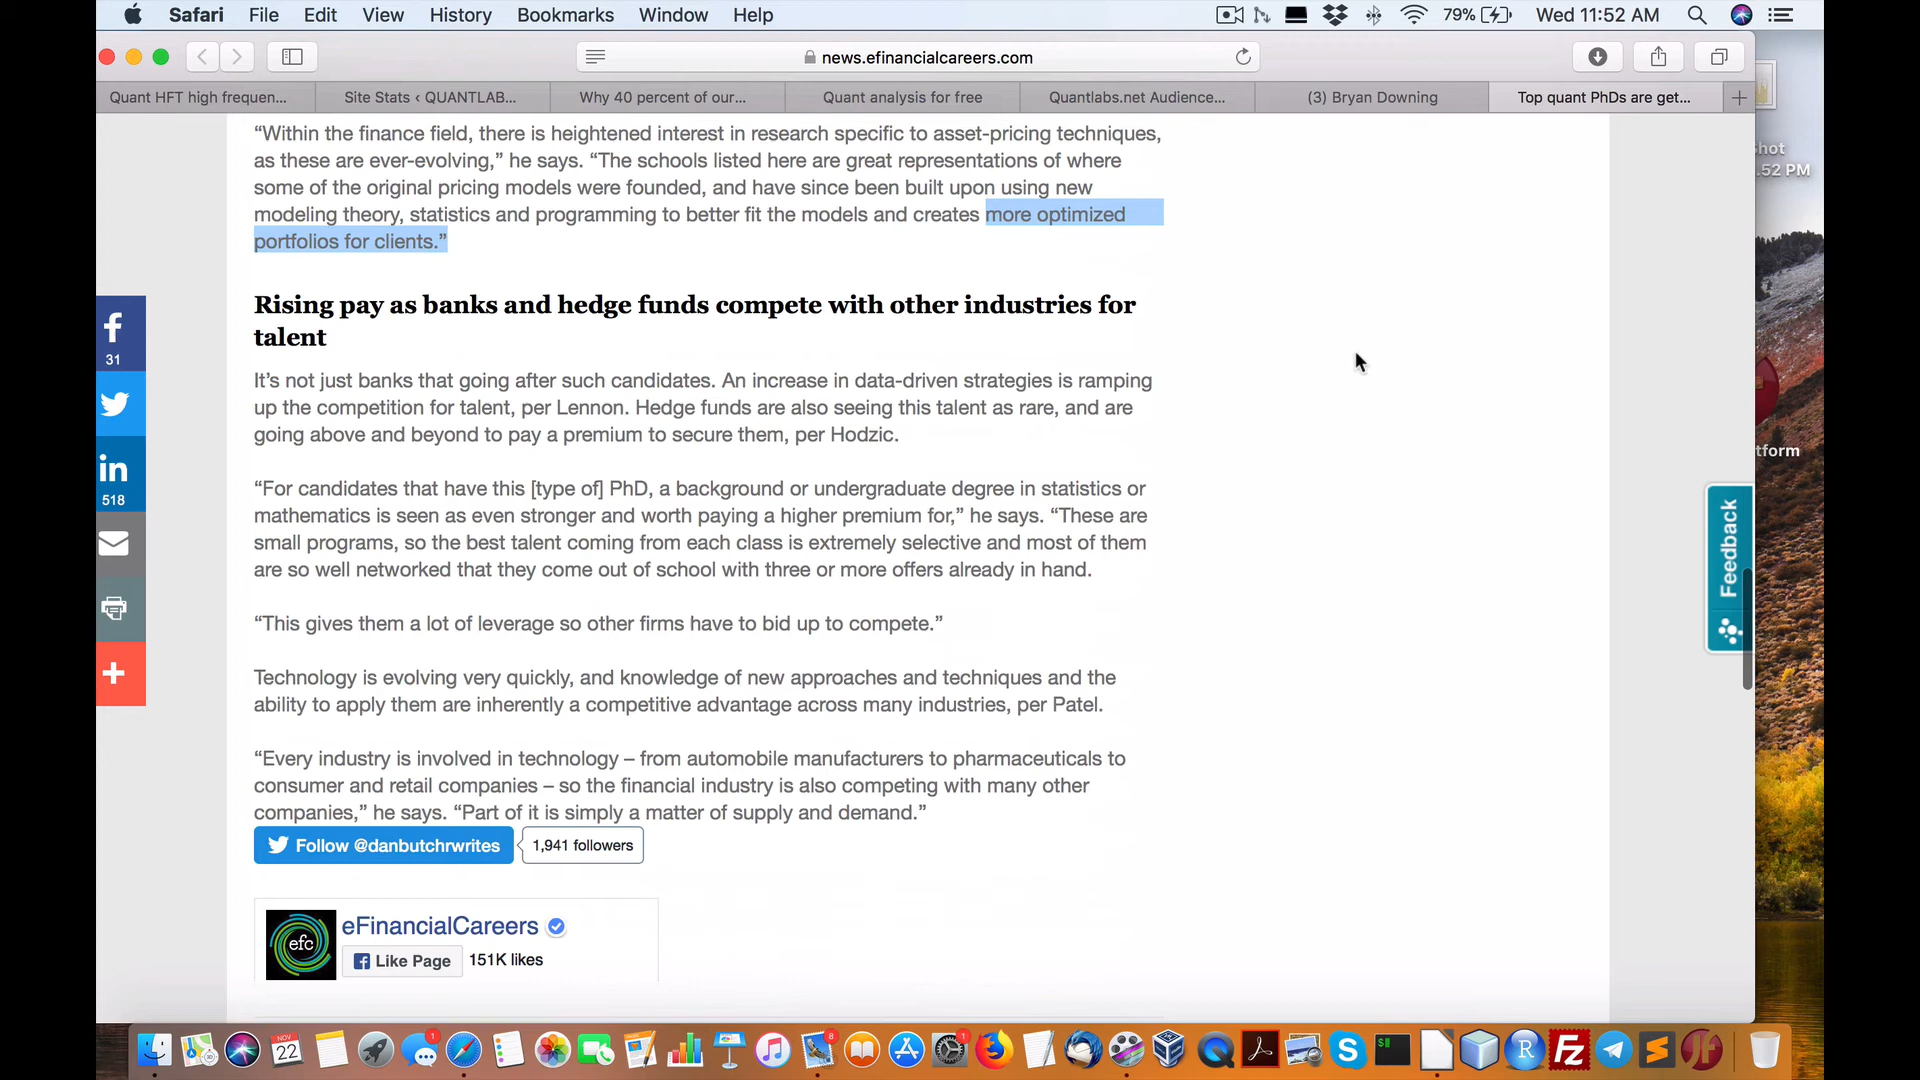 Safari File Edit View History Bookmarks Window Help 79% Wed 11:52 AM
news.efinancialcareers.com
Quant HFT high frequen... Site Stats ‹ QUANTLAB... Why 40 percent of our... Quant analysis for free Quantlabs.net Audience... (3) Bryan Downing Top quant PhDs are get...
“Within the finance field, there is heightened interest in research specific to asset-pricing techniques,
as these are ever-evolving,” he says. “The schools listed here are great representations of where
some of the original pricing models were founded, and have since been built upon using new
modeling theory, statistics and programming to better fit the models and creates more optimized
portfolios for clients.”
Rising pay as banks and hedge funds compete with other industries for
talent
It’s not just banks that going after such candidates. An increase in data-driven strategies is ramping
up the competition for talent, per Lennon. Hedge funds are also seeing this talent as rare, and are
going above and beyond to pay a premium to secure them, per Hodzic.
“For candidates that have this [type of] PhD, a background or undergraduate degree in statistics or
mathematics is seen as even stronger and worth paying a higher premium for,” he says. “These are
small programs, so the best talent coming from each class is extremely selective and most of them
are so well networked that they come out of school with three or more offers already in hand.
“This gives them a lot of leverage so other firms have to bid up to compete.”
Technology is evolving very quickly, and knowledge of new approaches and techniques and the
ability to apply them are inherently a competitive advantage across many industries, per Patel.
“Every industry is involved in technology – from automobile manufacturers to pharmaceuticals to
consumer and retail companies – so the financial industry is also competing with many other
companies,” he says. “Part of it is simply a matter of supply and demand.”
Follow @danbutchrwrites 1,941 followers
efc
eFinancialCareers
Like Page 151K likes
31
in
518
Feedback
hot
.52 PM
tform
NOV
22
1
8
1
R
FZ